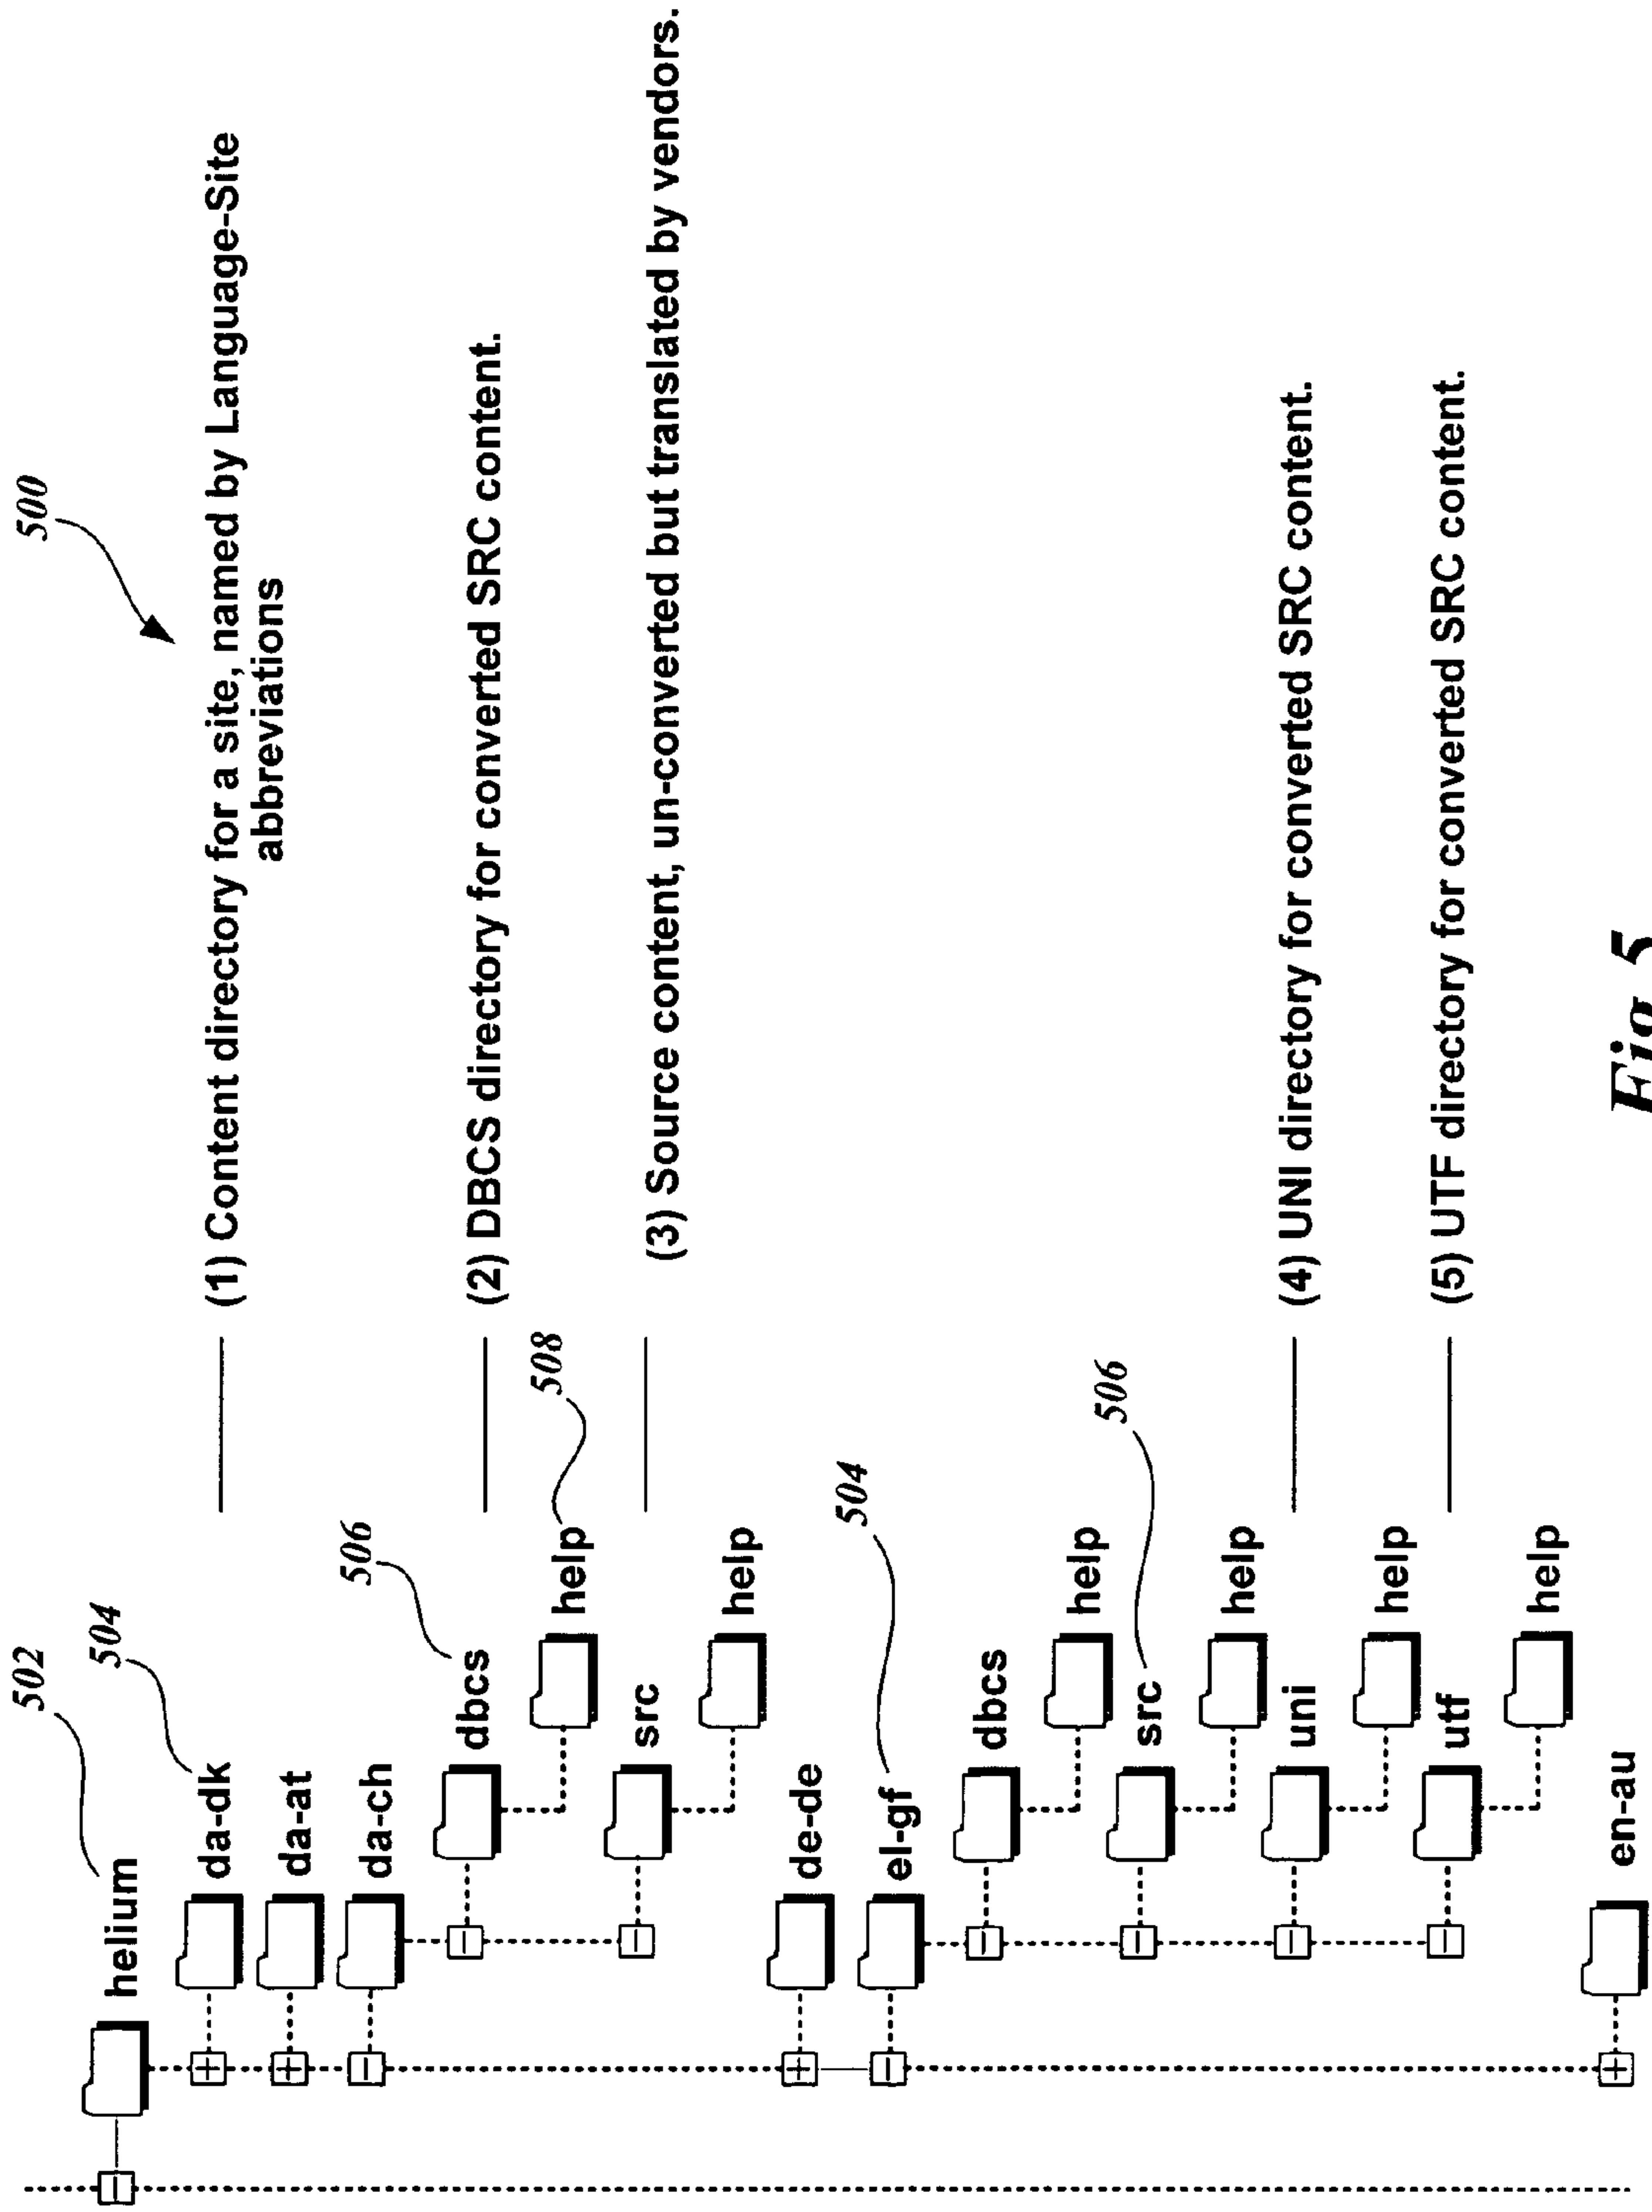 500
502
helium
504
da-dk
(1) Content directory for a site, named by Language-Site
abbreviations
da-at
da-ch
506
dbcs
(2) DBCS directory for converted SRC content.
508
help
src
(3) Source content, un-converted but translated by vendors.
help
de-de
504
el-gf
dbcs
help
506
src
help
uni
(4) UNI directory for converted SRC content.
help
utf
(5) UTF directory for converted SRC content.
help
en-au
Fig. 5